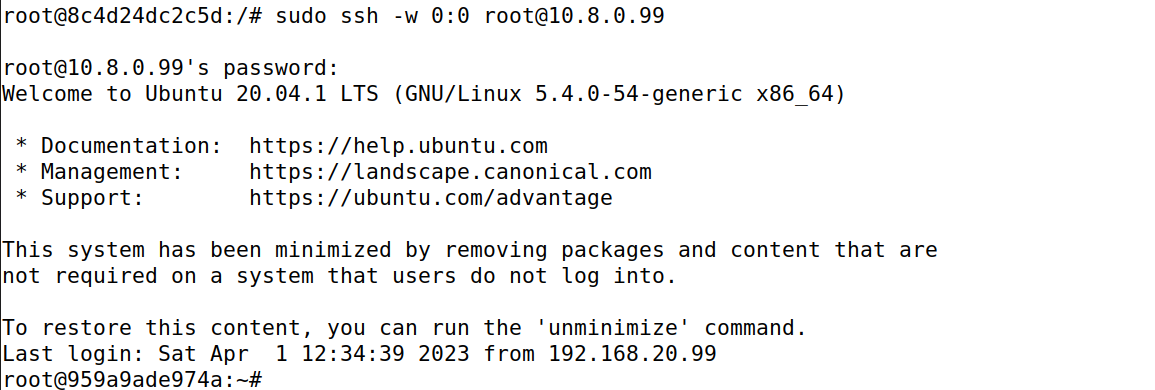 root@8c4d24dc2c5d:/# sudo ssh -w 0:0 root@10.8.0.99
root@10.8.0.99's password:
Welcome to Ubuntu 20.04.1 LTS (GNU/Linux 5.4.0-54-generic x86_64)
* Documentation:  https://help.ubuntu.com
* Management:     https://landscape.canonical.com
* Support:        https://ubuntu.com/advantage
This system has been minimized by removing packages and content that are
not required on a system that users do not log into.
To restore this content, you can run the 'unminimize' command.
Last login: Sat Apr  1 12:34:39 2023 from 192.168.20.99
root@959a9ade974a:~#